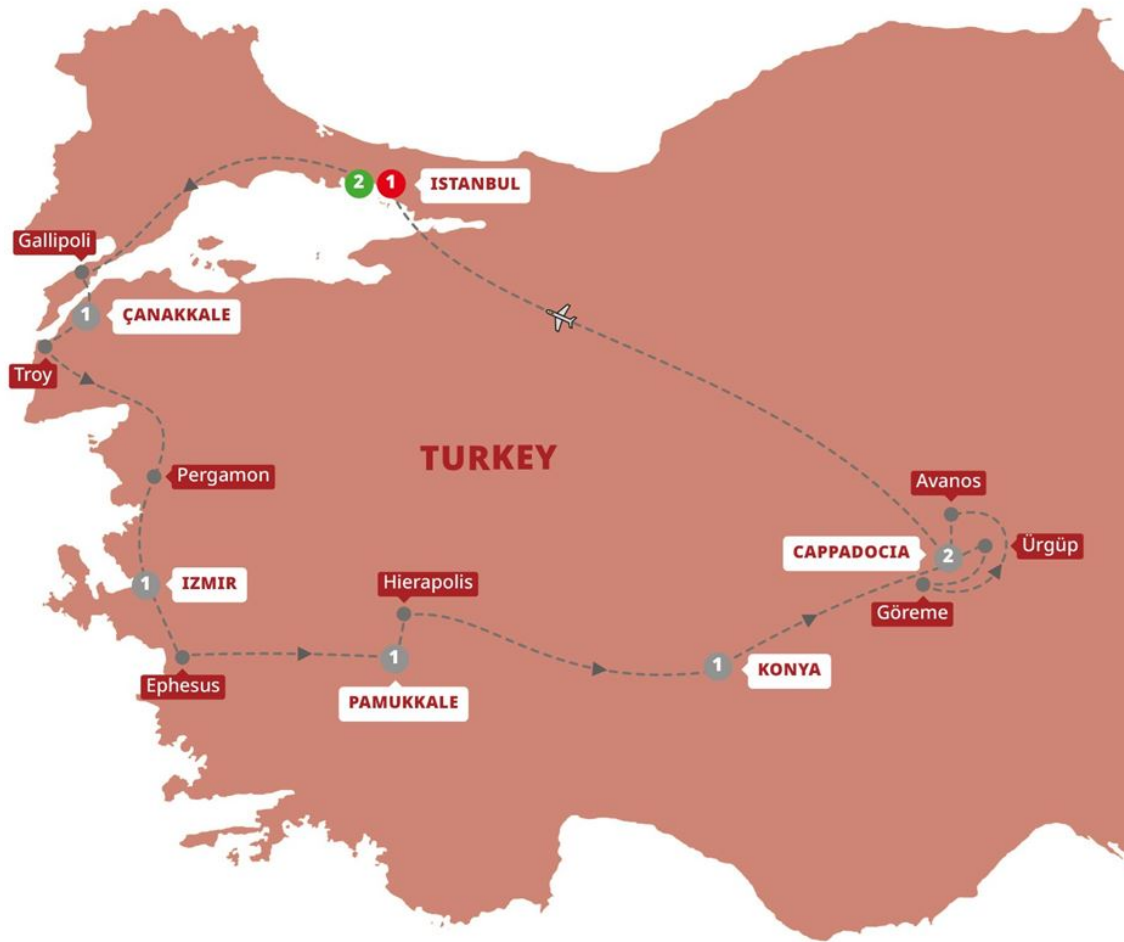 2
1
ISTANBUL
Gallipoli
1
ÇANAKKALE
Troy
TURKEY
Pergamon
Avanos
CAPPADOCIA
2
Ürgüp
1
IZMIR
Hierapolis
Göreme
1
1
KONYA
Ephesus
PAMUKKALE